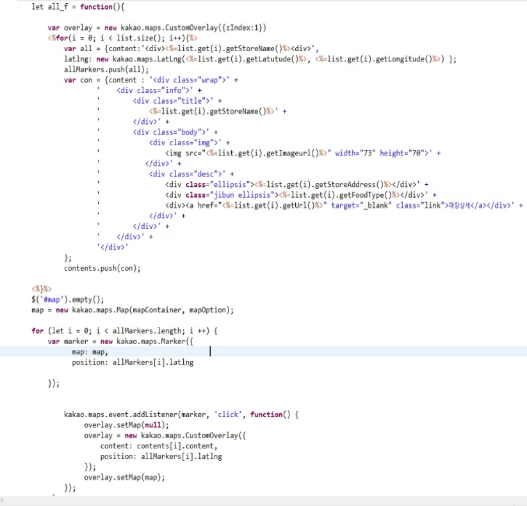 let all_f = function(){
var overlay = new kakao.maps.CustomOverlay({zIndex:1})
<%for(i = 0; i < list.size(); i++){%>
var all = {content:'<div><%=list.get(i).getStoreName()%><div>',
latlng: new kakao.maps.LatLng(<%=list.get(i).getLatutude()%>, <%=list.get(i).getLongitude()%>) };
allMarkers.push(all);
var con = {content : '<div class="wrap">' +
' <div class="info">' +
' <div class="title">' +
' <%=list.get(i).getStoreName()%>' +
' </div>' +
' <div class="body">' +
' <div class="img">' +
' <img src="<%=list.get(i).getImageurl()%>" width="73" height="70">' +
' </div>' +
' <div class="desc">' +
' <div class="ellipsis"><%=list.get(i).getStoreAddress()%></div>' +
' <div class="jibun ellipsis"><%=list.get(i).getFoodType()%></div>' +
' <div><a href="<%=list.get(i).getUrl()%>" target="_blank" class="link">매장상세</a></div>' +
' </div>' +
' </div>' +
' </div>' +
'</div>'
};
contents.push(con);
<%}%>
$('#map').empty();
map = new kakao.maps.Map(mapContainer, mapOption);
for (let i = 0; i < allMarkers.length; i ++) {
var marker = new kakao.maps.Marker({
map: map,
position: allMarkers[i].latlng
});
kakao.maps.event.addListener(marker, 'click', function() {
overlay.setMap(null);
overlay = new kakao.maps.CustomOverlay({
content: contents[i].content,
position: allMarkers[i].latlng
});
overlay.setMap(map);
});